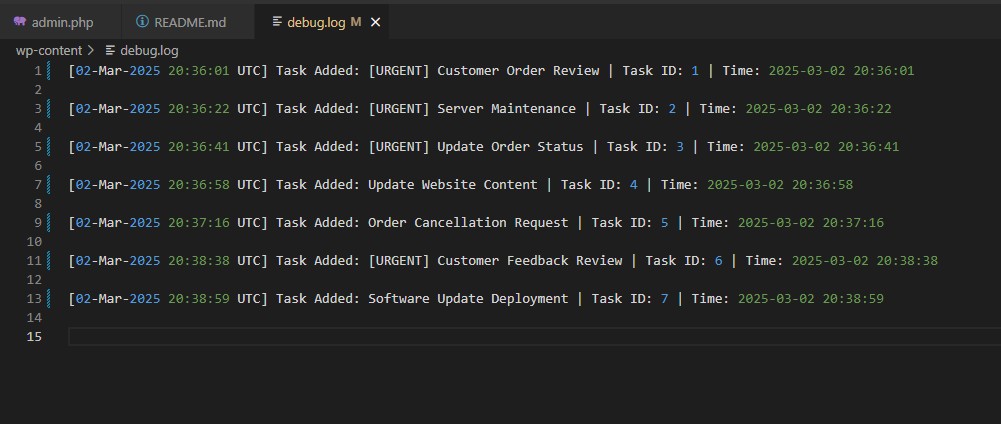 admin.php README.md debug.log M
wp-content > debug.log
1 [02-Mar-2025 20:36:01 UTC] Task Added: [URGENT] Customer Order Review | Task ID: 1 | Time: 2025-03-02 20:36:01
2
3 [02-Mar-2025 20:36:22 UTC] Task Added: [URGENT] Server Maintenance | Task ID: 2 | Time: 2025-03-02 20:36:22
4
5 [02-Mar-2025 20:36:41 UTC] Task Added: [URGENT] Update Order Status | Task ID: 3 | Time: 2025-03-02 20:36:41
6
7 [02-Mar-2025 20:36:58 UTC] Task Added: Update Website Content | Task ID: 4 | Time: 2025-03-02 20:36:58
8
9 [02-Mar-2025 20:37:16 UTC] Task Added: Order Cancellation Request | Task ID: 5 | Time: 2025-03-02 20:37:16
10
11 [02-Mar-2025 20:38:38 UTC] Task Added: [URGENT] Customer Feedback Review | Task ID: 6 | Time: 2025-03-02 20:38:38
12
13 [02-Mar-2025 20:38:59 UTC] Task Added: Software Update Deployment | Task ID: 7 | Time: 2025-03-02 20:38:59
14
15